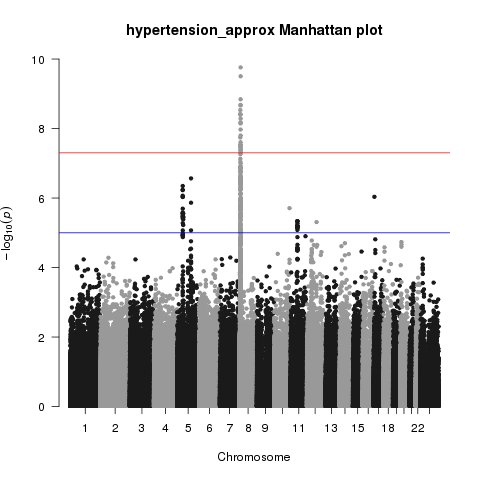 hypertension_approx Manhattan plot
−log₁₀(p)
10
8
6
4
2
0
1 2 3 4 5 6 7 8 9 11 13 15 18 22
Chromosome